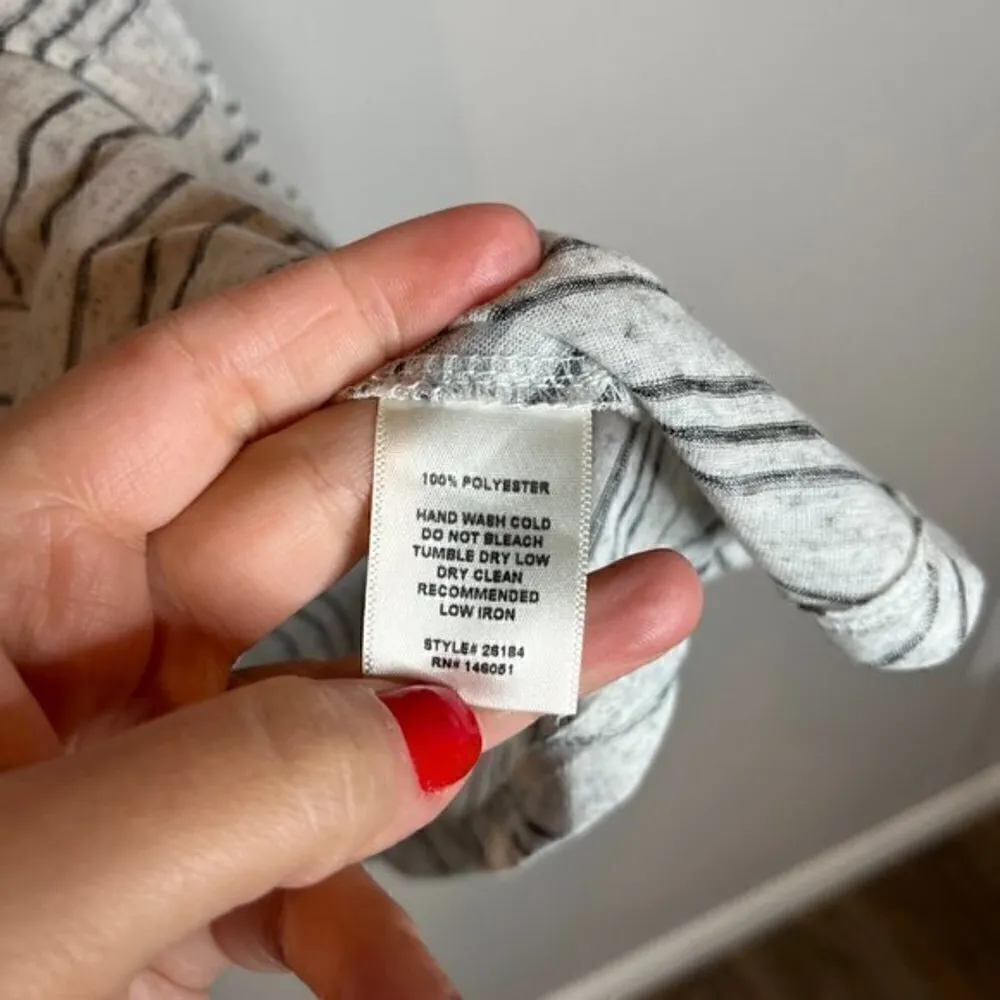 100% POLYESTER
HAND WASH COLD
DO NOT BLEACH
TUMBLE DRY LOW
DRY CLEAN
RECOMMENDED
LOW IRON
STYLE# 26184
RN# 146051